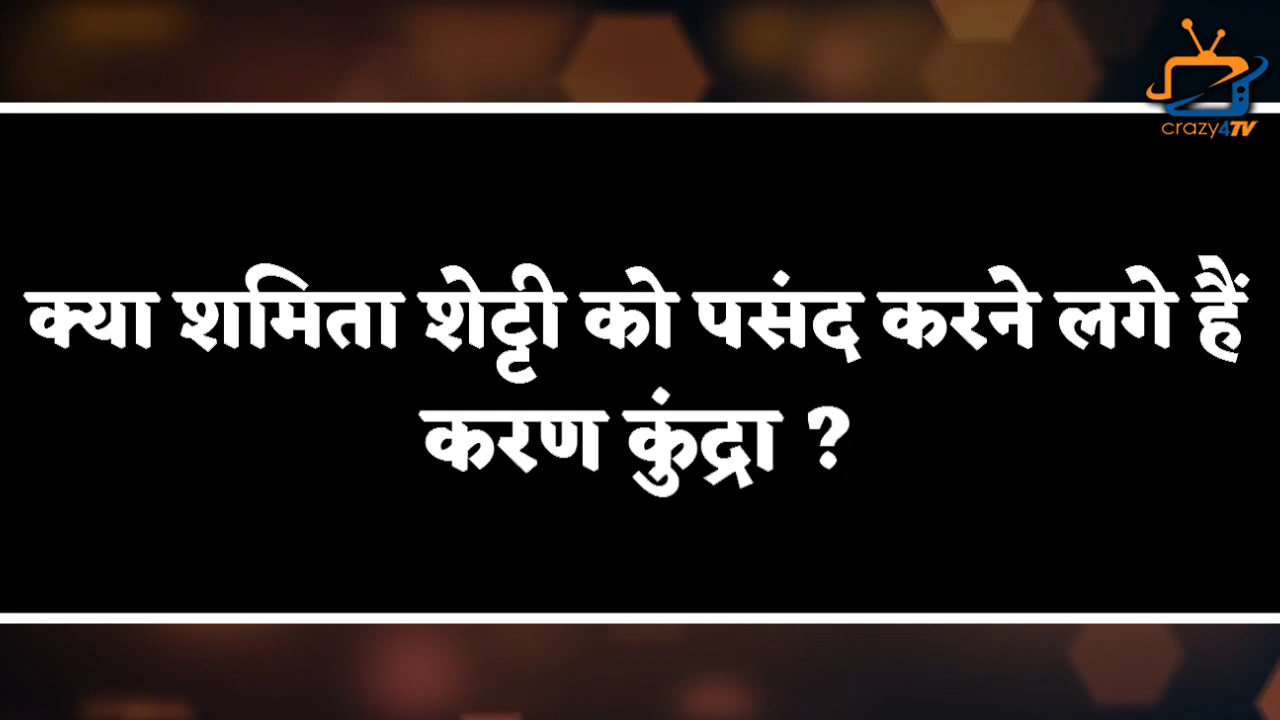 crazy4TV
क्या शमिता शेट्टी को पसंद करने लगे हैं
करण कुंद्रा ?